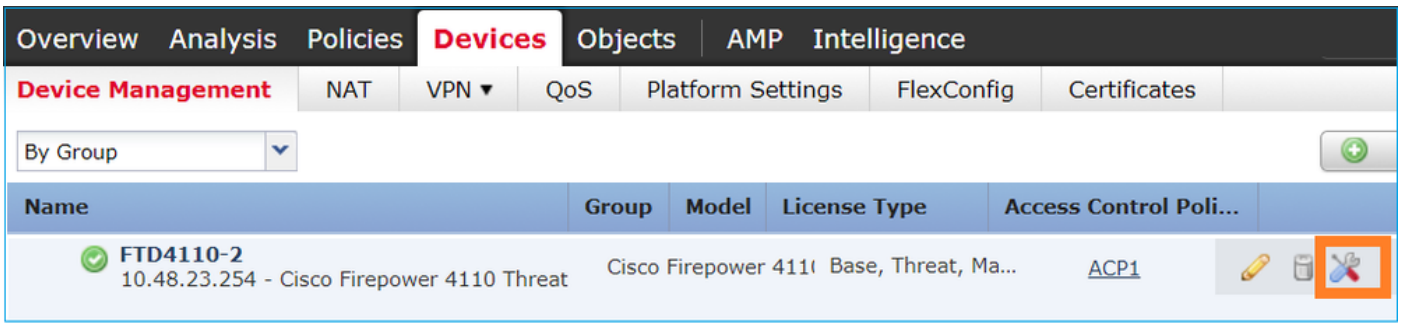 Overview Analysis Policies Devices Objects AMP Intelligence
Device Management NAT VPN QoS Platform Settings FlexConfig Certificates
By Group
Name Group Model License Type Access Control Poli...
FTD4110-2
10.48.23.254 - Cisco Firepower 4110 Threat Cisco Firepower 411 Base, Threat, Ma... ACP1